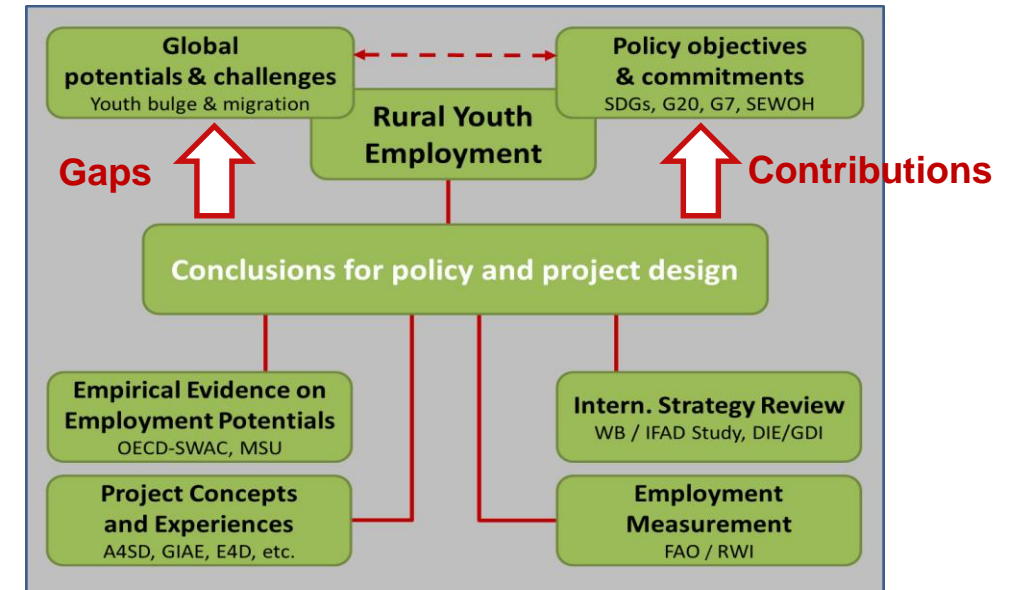 Global
potentials & challenges
Youth bulge & migration
Policy objectives
& commitments
SDGs, G20, G7, SEWOH
Rural Youth
Employment
Gaps
Contributions
Conclusions for policy and project design
Empirical Evidence on
Employment Potentials
OECD-SWAC, MSU
Intern. Strategy Review
WB / IFAD Study, DIE/GDI
Project Concepts
and Experiences
A4SD, GIAE, E4D, etc.
Employment
Measurement
FAO / RWI